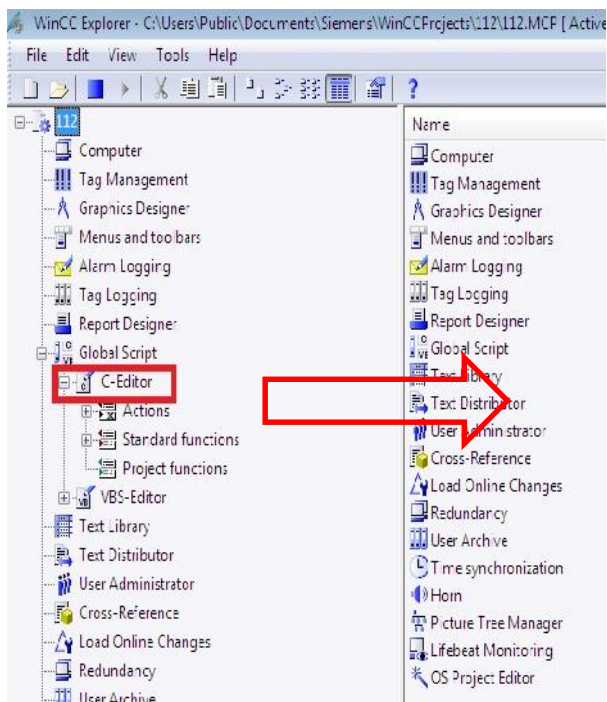 WinCC Explorer - C:\Users\Public\Documents\Siemens\WinCCProjects\112\112.MCP [ Active
File Edit View Tools Help
112
Computer
Tag Management
Graphics Designer
Menus and toolbars
Alarm Logging
Tag Logging
Report Designer
Global Script
C-Editor
Actions
Standard functions
Project functions
VBS-Editor
Text Library
Text Distributor
User Administrator
Cross-Reference
Load Online Changes
Redundancy
User Archive
Name
Computer
Tag Management
Graphics Designer
Menus and toolbars
Alarm Logging
Tag Logging
Report Designer
Global Script
Text Library
Text Distributor
User Administrator
Cross-Reference
Load Online Changes
Redundancy
User Archive
Time synchronization
Horn
Picture Tree Manager
Lifebeat Monitoring
OS Project Editor